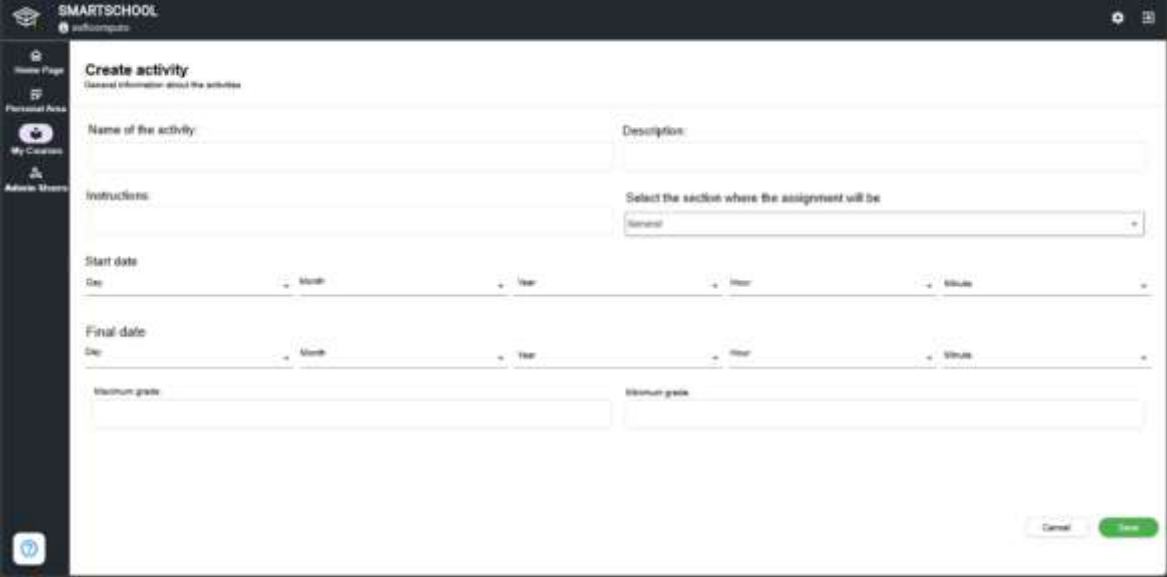 SMARTSCHOOL
Home Page
Personal Area
My Courses
Create activity
General information about the activities
Name of the activity:
Description:
Instructions:
Select the section where the assignment will be
General
Start date
Day Month Year Hour Minute
Final date
Day Month Year Hour Minute
Maximum grade:
Minimum grade:
Cancel Save